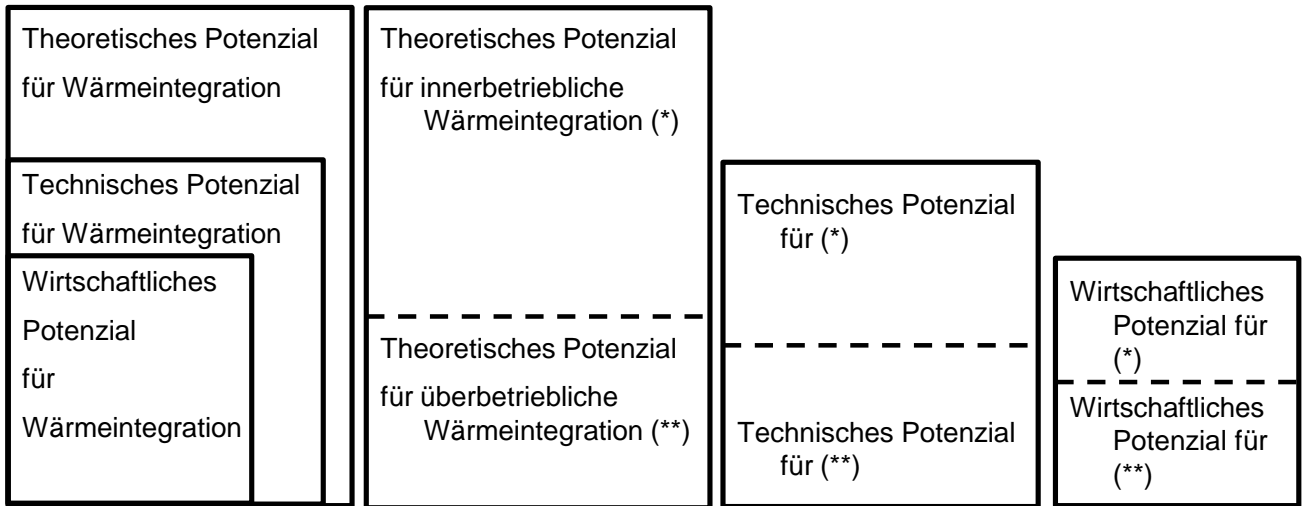 Theoretisches Potenzial
für Wärmeintegration
Technisches Potenzial
für Wärmeintegration
Wirtschaftliches
Potenzial
für
Wärmeintegration
Theoretisches Potenzial
für innerbetriebliche
Wärmeintegration (*)
Theoretisches Potenzial
für überbetriebliche
Wärmeintegration (**)
Technisches Potenzial
für (*)
Technisches Potenzial
für (**)
Wirtschaftliches
Potenzial für
(*)
Wirtschaftliches
Potenzial für
(**)